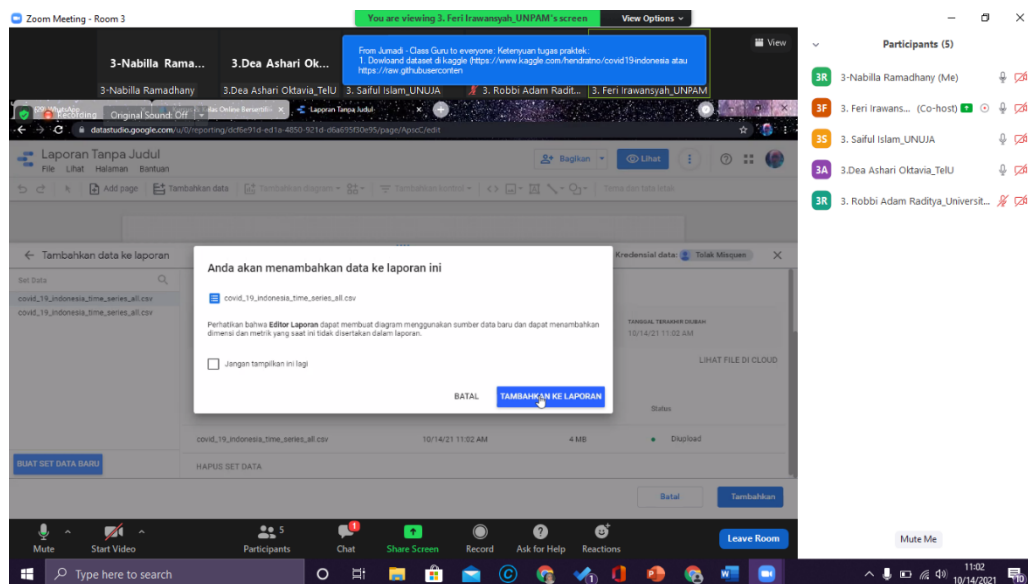 Zoom Meeting - Room 3
You are viewing 3. Feri Irawansyah_UNPAM's screen
View Options
View
3-Nabilla Rama...
3.Dea Ashari Ok...
From Jumadi - Class Guru to everyone: Ketenyuan tugas praktek:
1. Dowloand dataset di kaggle (https://www.kaggle.com/hendratno/covid19-indonesia atau
https://raw.githubuserconten
3-Nabilla Ramadhany
3.Dea Ashari Oktavia_TelU
3. Saiful Islam_UNUJA
3. Robbi Adam Radit...
3. Feri Irawansyah_UNPAM
Recording
Original Sound: Off
Laporan Tanpa Judul
datastudio.google.com/u/0/reporting/dcf6e91d-ed1a-4850-921d-d6a695f30e95/page/ApxcC/edit
Laporan Tanpa Judul
File Lihat Halaman Bantuan
Bagikan
Lihat
Add page
Tambahkan data
Tambahkan diagram
Tambahkan kontrol
Tema dan tata letak
Tambahkan data ke laporan
Kredensial data:
Tolak Misquen
Set Data
covid_19_indonesia_time_series_all.csv
covid_19_indonesia_time_series_all.csv
Anda akan menambahkan data ke laporan ini
covid_19_indonesia_time_series_all.csv
Perhatikan bahwa Editor Laporan dapat membuat diagram menggunakan sumber data baru dan dapat menambahkan
dimensi dan metrik yang saat ini tidak disertakan dalam laporan.
Jangan tampilkan ini lagi
BATAL
TAMBAHKAN KE LAPORAN
TANGGAL TERAKHIR DIUBAH
10/14/21 11:02 AM
LIHAT FILE DI CLOUD
Status
covid_19_indonesia_time_series_all.csv
10/14/21 11:02 AM
4 MB
Diupload
BUAT SET DATA BARU
HAPUS SET DATA
Batal
Tambahkan
Mute
Start Video
5
Participants
1
Chat
Share Screen
Record
Ask for Help
Reactions
Leave Room
Participants (5)
3R 3-Nabilla Ramadhany (Me)
3F 3. Feri Irawans... (Co-host)
3S 3. Saiful Islam_UNUJA
3A 3.Dea Ashari Oktavia_TelU
3R 3. Robbi Adam Raditya_Universit...
Mute Me
Type here to search
11:02
10/14/2021